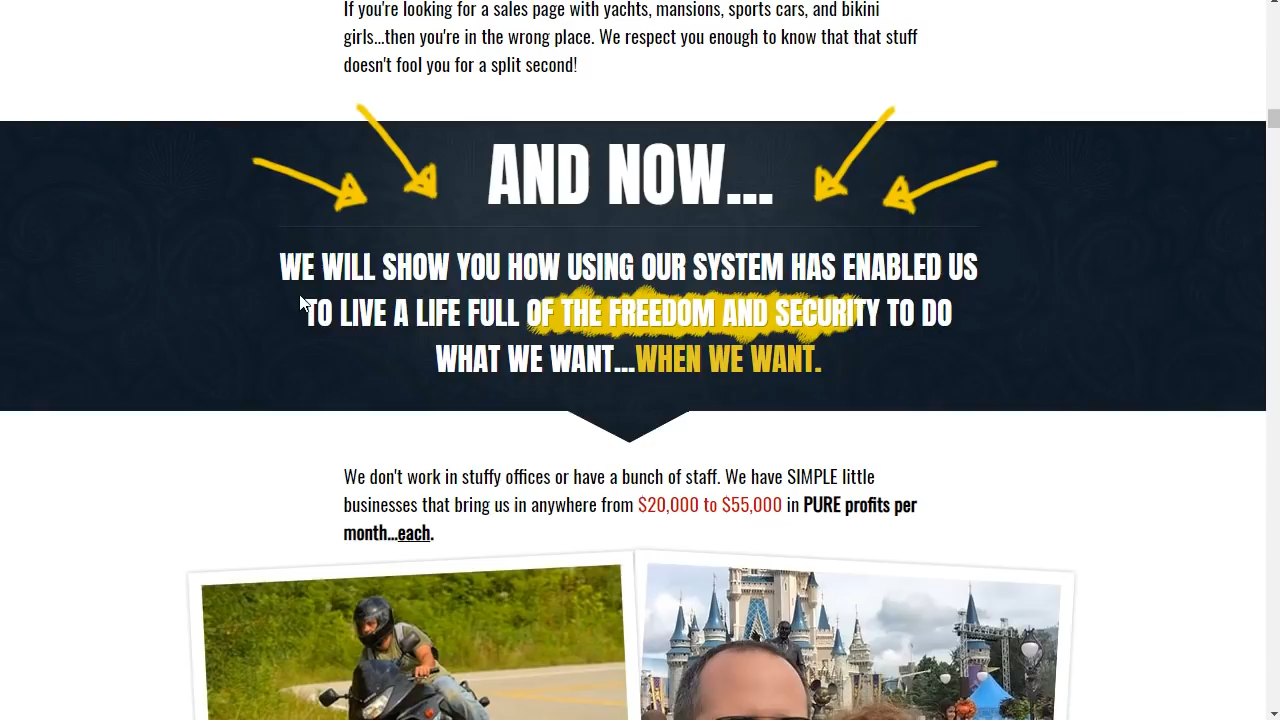 If you're looking for a sales page with yachts, mansions, sports cars, and bikini
girls...then you're in the wrong place. We respect you enough to know that that stuff
doesn't fool you for a split second!
AND NOW...
WE WILL SHOW YOU HOW USING OUR SYSTEM HAS ENABLED US
TO LIVE A LIFE FULL OF THE FREEDOM AND SECURITY TO DO
WHAT WE WANT...WHEN WE WANT.
We don't work in stuffy offices or have a bunch of staff. We have SIMPLE little
businesses that bring us in anywhere from $20,000 to $55,000 in PURE profits per
month...each.